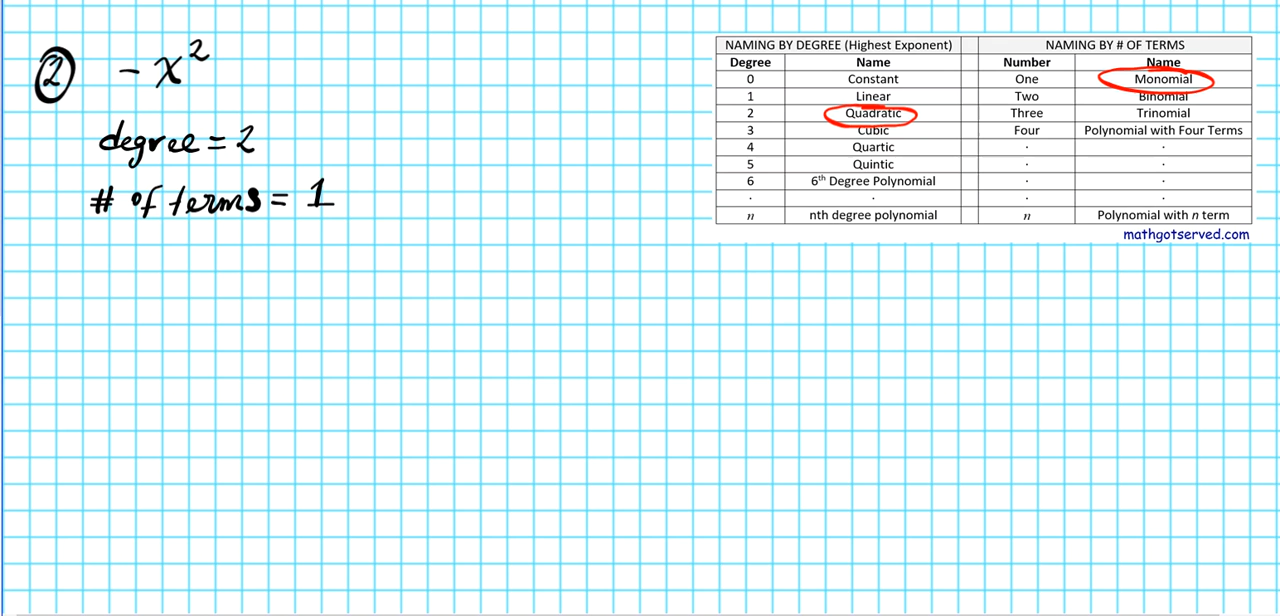 ② -x²
degree = 2
# of terms = 1
NAMING BY DEGREE (Highest Exponent) NAMING BY # OF TERMS
Degree Name Number Name
0 Constant One Monomial
1 Linear Two Binomial
2 Quadratic Three Trinomial
3 Cubic Four Polynomial with Four Terms
4 Quartic . .
5 Quintic . .
6 6th Degree Polynomial . .
. . . .
n nth degree polynomial n Polynomial with n term
mathgotserved.com